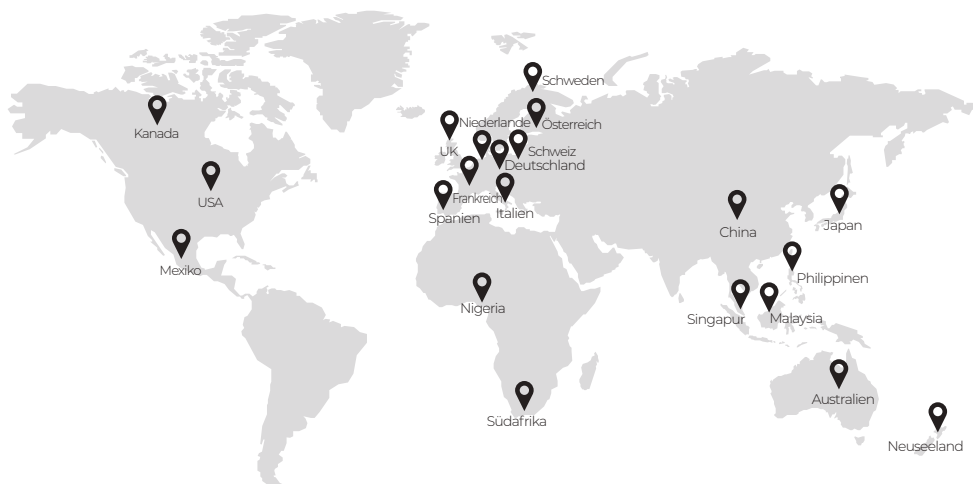 Schweden
Kanada
Niederlande
Österreich
UK
Schweiz
Deutschland
USA
Frankreich
Spanien
Italien
China
Japan
Mexiko
Philippinen
Nigeria
Singapur
Malaysia
Australien
Südafrika
Neuseeland